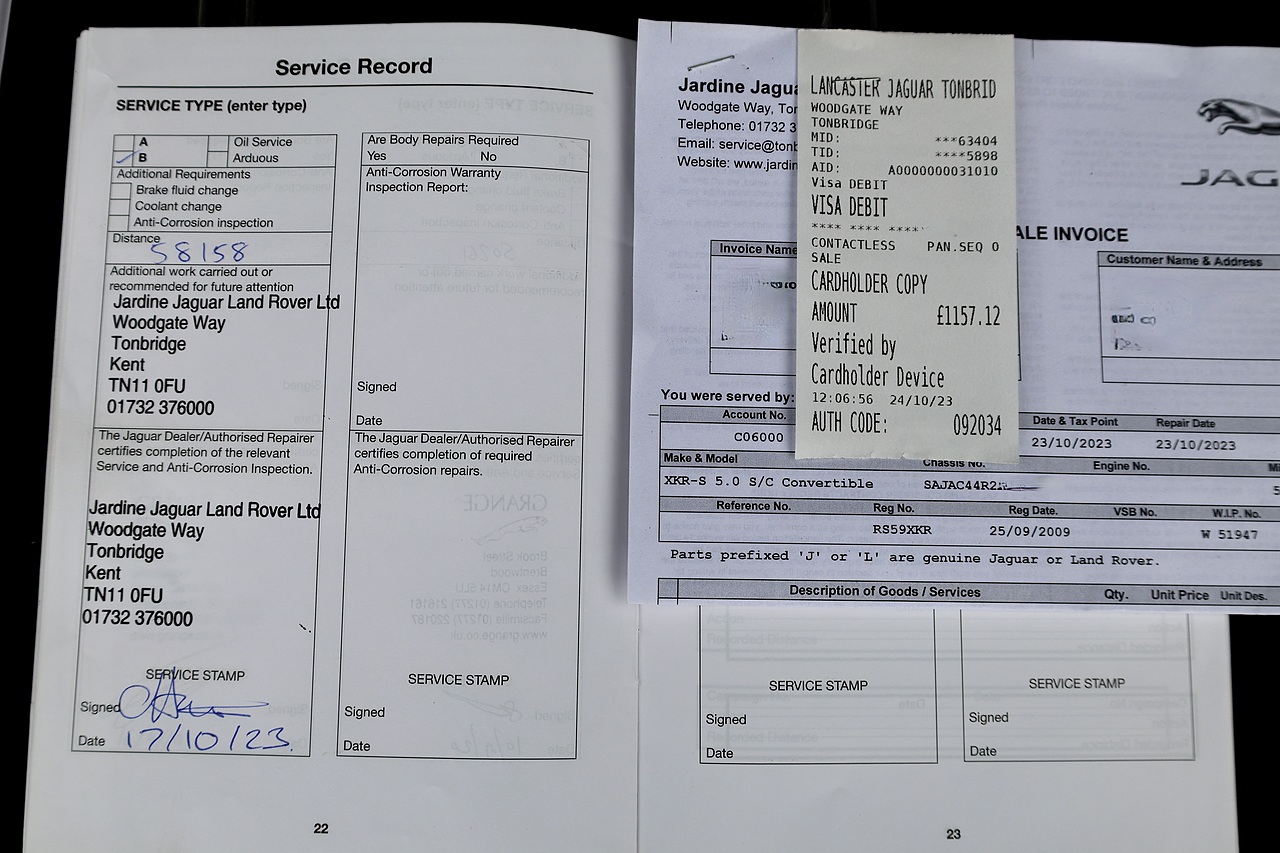 Service Record
SERVICE TYPE (enter type)
A Oil Service
B Arduous
Additional Requirements
Brake fluid change
Coolant change
Anti-Corrosion inspection
Distance
58158
Additional work carried out or
recommended for future attention
Jardine Jaguar Land Rover Ltd
Woodgate Way
Tonbridge
Kent
TN11 0FU
01732 376000
The Jaguar Dealer/Authorised Repairer
certifies completion of the relevant
Service and Anti-Corrosion Inspection.
Jardine Jaguar Land Rover Ltd
Woodgate Way
Tonbridge
Kent
TN11 0FU
01732 376000
SERVICE STAMP
Signed
Date 17/10/23.
Are Body Repairs Required
Yes No
Anti-Corrosion Warranty
Inspection Report:
Signed
Date
The Jaguar Dealer/Authorised Repairer
certifies completion of required
Anti-Corrosion repairs.
SERVICE STAMP
Signed
Date
22
Jardine Jagua
Woodgate Way, Ton
Telephone: 01732 3
Email: service@tonb
Website: www.jardin
LANCASTER JAGUAR TONBRID
WOODGATE WAY
TONBRIDGE
MID: ***63404
TID: ****5898
AID: A0000000031010
Visa DEBIT
VISA DEBIT
**** **** ****
CONTACTLESS PAN.SEQ 0
SALE
CARDHOLDER COPY
AMOUNT £1157.12
Verified by
Cardholder Device
12:06:56 24/10/23
AUTH CODE: 092034
JAG
ALE INVOICE
Invoice Name
Customer Name & Address
You were served by:
Account No. Date & Tax Point Repair Date
C06000 23/10/2023 23/10/2023
Make & Model Chassis No. Engine No. Mi
XKR-S 5.0 S/C Convertible SAJAC44R2 5
Reference No. Reg No. Reg Date. VSB No. W.I.P. No.
RS59XKR 25/09/2009 W 51947
Parts prefixed 'J' or 'L' are genuine Jaguar or Land Rover.
Description of Goods / Services Qty. Unit Price Unit Des.
SERVICE STAMP
Signed
Date
SERVICE STAMP
Signed
Date
23